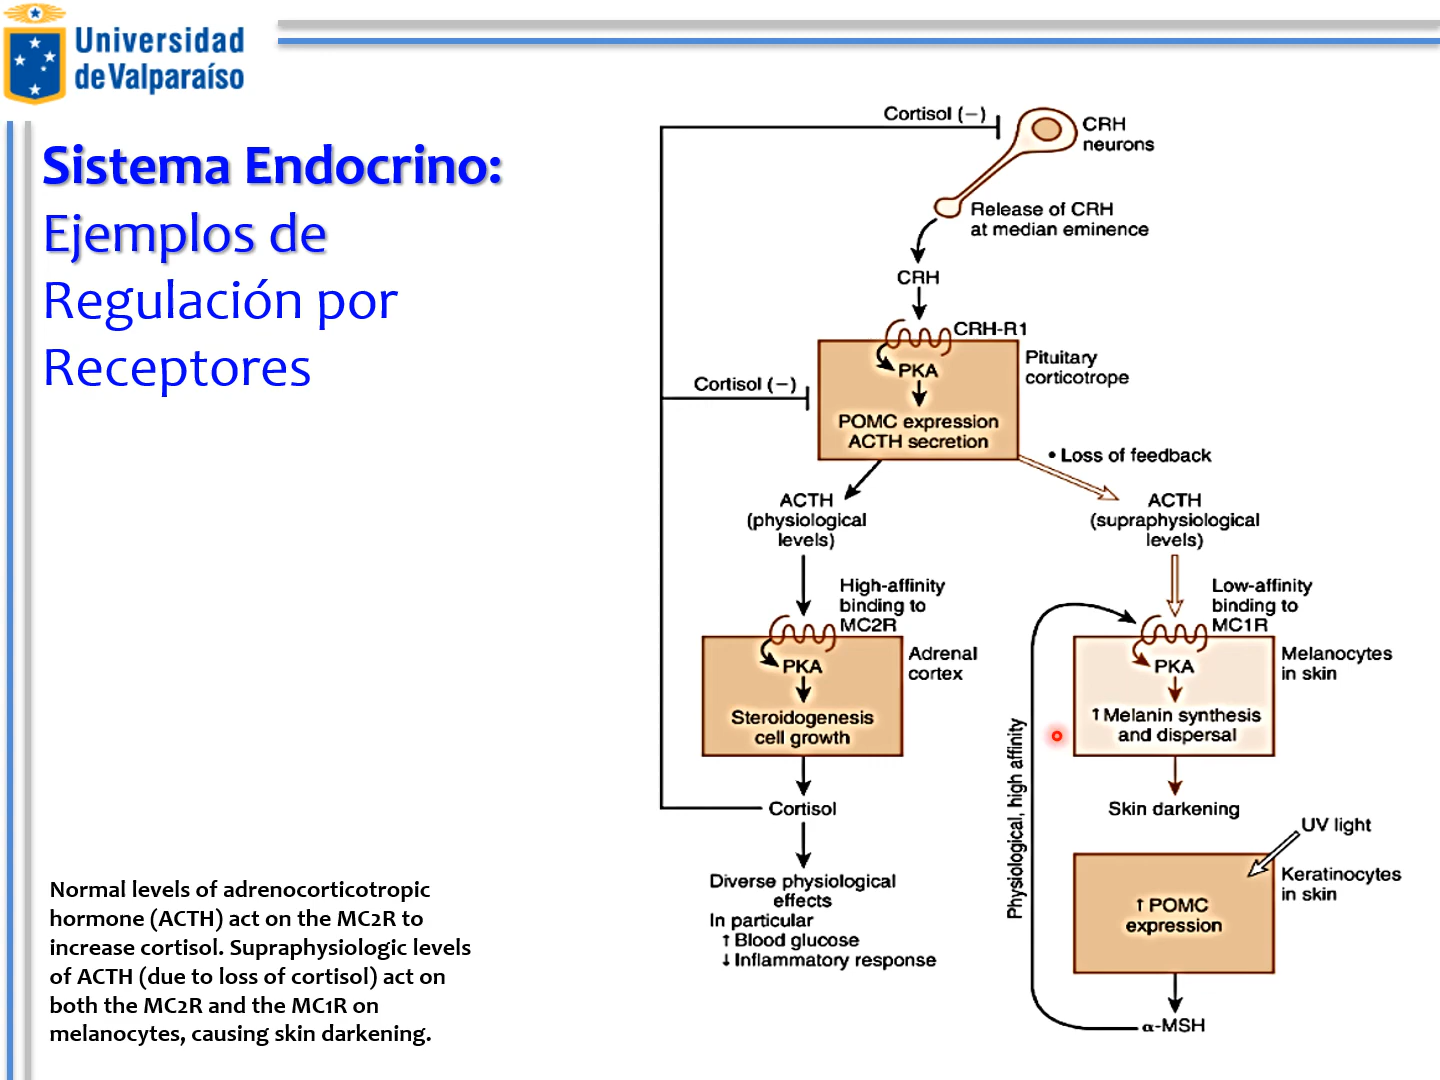 Universidad
de Valparaíso
Sistema Endocrino:
Ejemplos de
Regulación por
Receptores
Normal levels of adrenocorticotropic
hormone (ACTH) act on the MC2R to
increase cortisol. Supraphysiologic levels
of ACTH (due to loss of cortisol) act on
both the MC2R and the MC1R on
melanocytes, causing skin darkening.
Cortisol (−)
CRH
neurons
Release of CRH
at median eminence
CRH
CRH-R1
Pituitary
corticotrope
PKA
Cortisol (−)
POMC expression
ACTH secretion
• Loss of feedback
ACTH
(physiological
levels)
ACTH
(supraphysiological
levels)
High-affinity
binding to
MC2R
Low-affinity
binding to
MC1R
Adrenal
cortex
PKA
Steroidogenesis
cell growth
Melanocytes
in skin
PKA
↑Melanin synthesis
and dispersal
Physiological, high affinity
Cortisol
Skin darkening
UV light
Diverse physiological
effects
In particular
↑ Blood glucose
↓ Inflammatory response
Keratinocytes
in skin
↑ POMC
expression
α-MSH